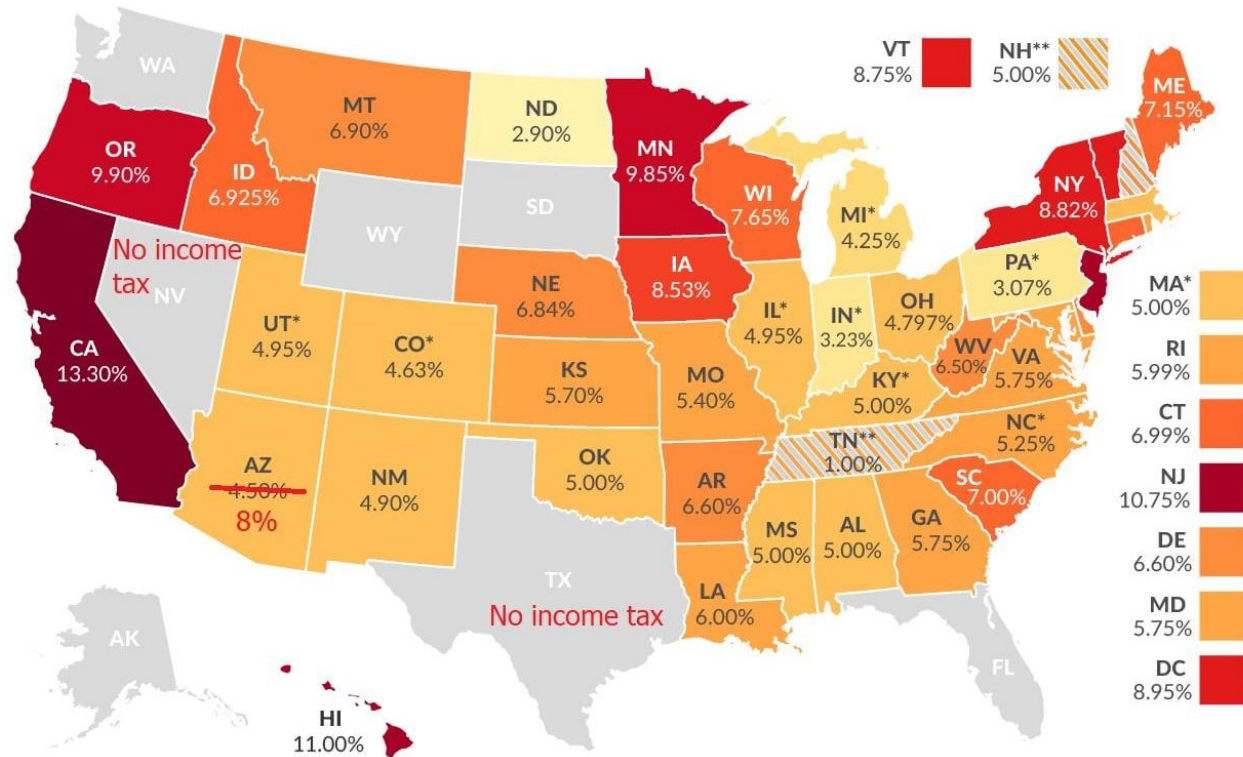 WA
VT
8.75%
NH**
5.00%
ME
7.15%
MT
6.90%
ND
2.90%
OR
9.90%
ID
6.925%
MN
9.85%
WI
7.65%
NY
8.82%
SD
WY
MI*
4.25%
No income
tax
NV
NE
6.84%
IA
8.53%
PA*
3.07%
MA*
5.00%
UT*
4.95%
CO*
4.63%
IL*
4.95%
IN*
3.23%
OH
4.797%
WV
6.50%
VA
5.75%
RI
5.99%
CA
13.30%
KS
5.70%
MO
5.40%
KY*
5.00%
CT
6.99%
TN**
1.00%
NC*
5.25%
AZ
4.50%
8%
NM
4.90%
OK
5.00%
AR
6.60%
SC
7.00%
NJ
10.75%
MS
5.00%
AL
5.00%
GA
5.75%
DE
6.60%
TX
No income tax
LA
6.00%
MD
5.75%
AK
FL
DC
8.95%
HI
11.00%